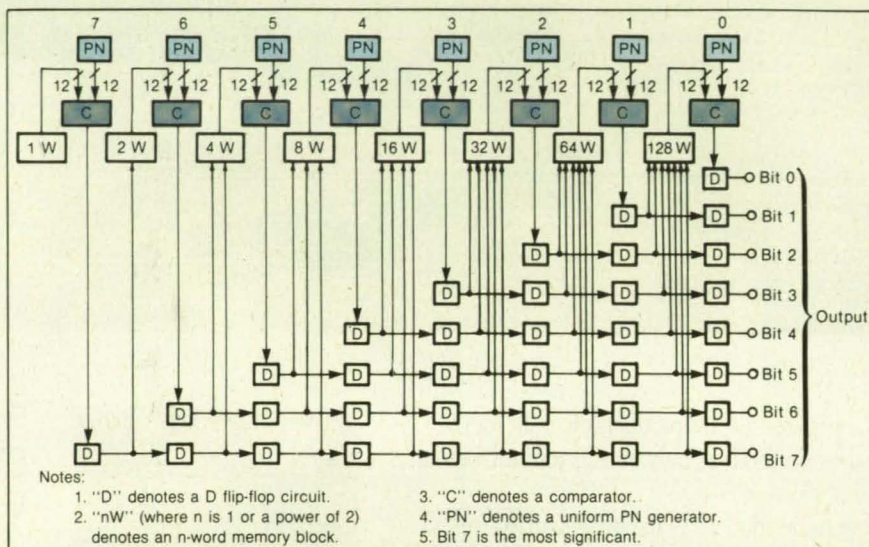 7 6 5 4 3 2 1 0
PN PN PN PN PN PN PN PN
12 12 12 12 12 12 12 12 12 12 12 12 12 12 12 12
C C C C C C C C
1 W 2 W 4 W 8 W 16 W 32 W 64 W 128 W
D Bit 0
D D Bit 1
D D D Bit 2
D D D D Bit 3
Output
D D D D D Bit 4
D D D D D D Bit 5
D D D D D D D Bit 6
D D D D D D D D Bit 7
Notes:
1. "D" denotes a D flip-flop circuit.
2. "nW" (where n is 1 or a power of 2)
denotes an n-word memory block.
3. "C" denotes a comparator.
4. "PN" denotes a uniform PN generator.
5. Bit 7 is the most significant.